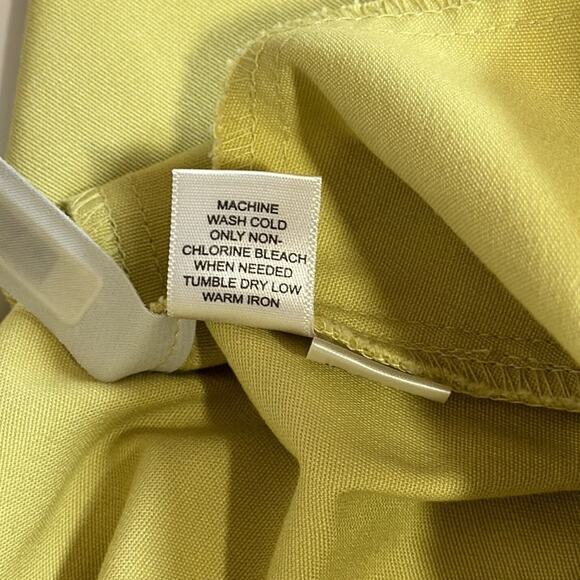 MACHINE
WASH COLD
ONLY NON-
CHLORINE BLEACH
WHEN NEEDED
TUMBLE DRY LOW
WARM IRON